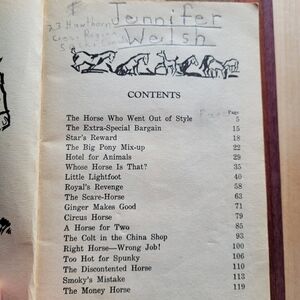 Jennifer
Walsh
23 Hawthorn
CONTENTS
Page
The Horse Who Went Out of Style 5
The Extra-Special Bargain 15
Star's Reward 18
The Big Pony Mix-up 22
Hotel for Animals 29
Whose Horse Is That? 35
Little Lightfoot 40
Royal's Revenge 58
The Scare-Horse 63
Ginger Makes Good 71
Circus Horse 79
A Horse for Two 85
The Colt in the China Shop 93
Right Horse—Wrong Job! 100
Too Hot for Spunky 106
The Discontented Horse 110
Smoky's Mistake 113
The Money Horse 119